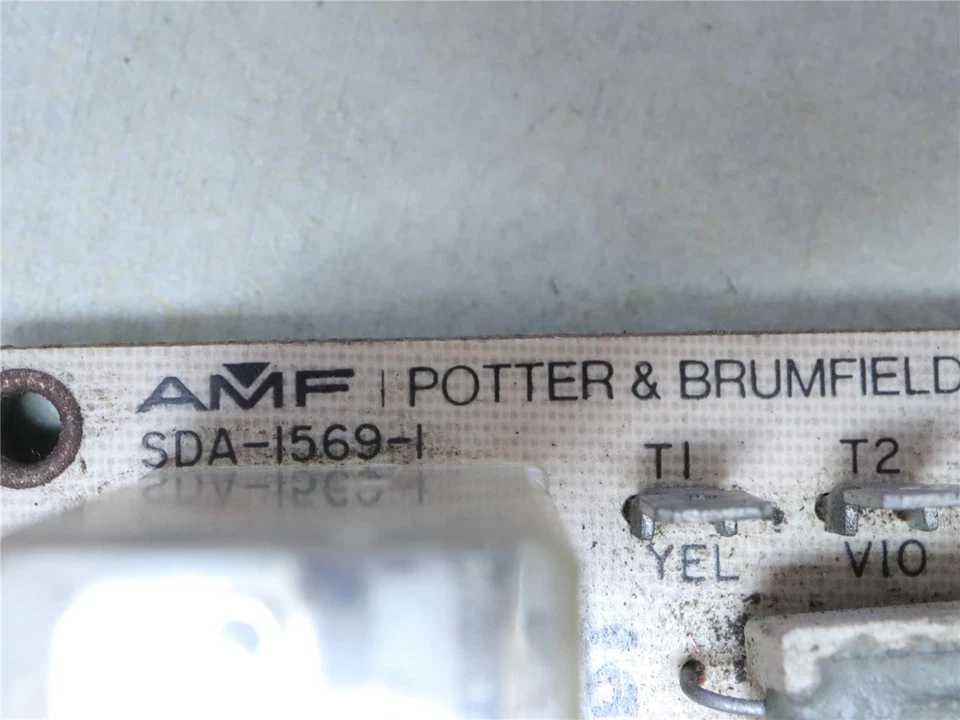 AMF | POTTER & BRUMFIELD
SDA-1569-1
T1 T2
YEL VIO